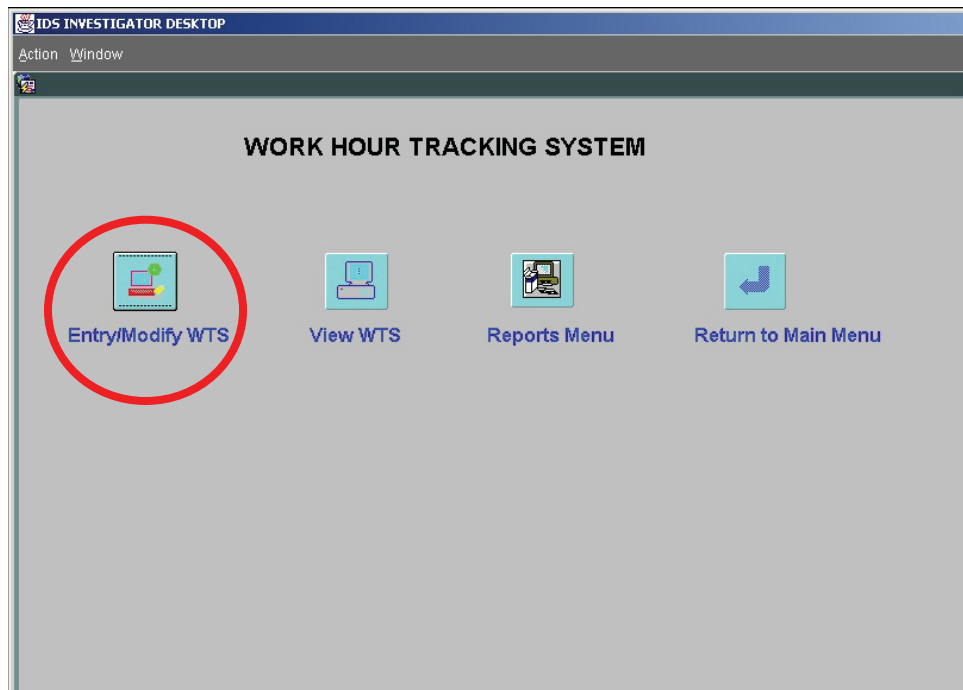 IDS INVESTIGATOR DESKTOP
Action Window
WORK HOUR TRACKING SYSTEM
Entry/Modify WTS View WTS Reports Menu Return to Main Menu